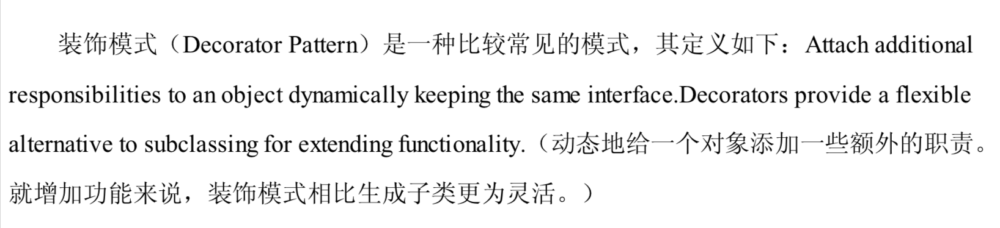 装饰模式（Decorator Pattern）是一种比较常见的模式，其定义如下：Attach additional
responsibilities to an object dynamically keeping the same interface.Decorators provide a flexible
alternative to subclassing for extending functionality.（动态地给一个对象添加一些额外的职责。
就增加功能来说，装饰模式相比生成子类更为灵活。）